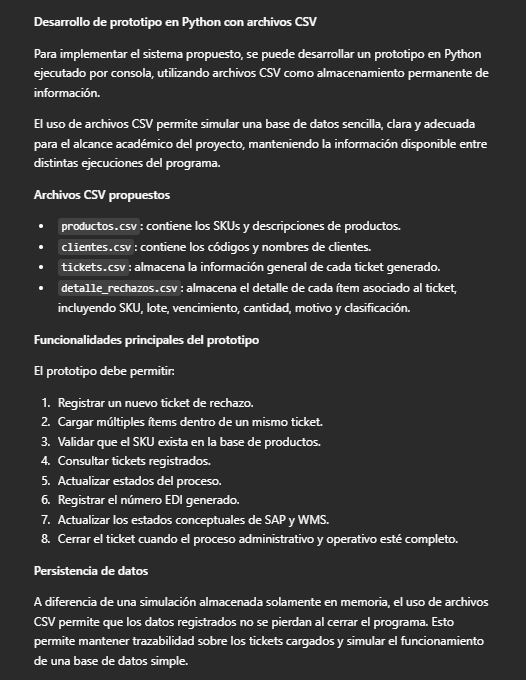 Desarrollo de prototipo en Python con archivos CSV
Para implementar el sistema propuesto, se puede desarrollar un prototipo en Python
ejecutado por consola, utilizando archivos CSV como almacenamiento permanente de
información.
El uso de archivos CSV permite simular una base de datos sencilla, clara y adecuada
para el alcance académico del proyecto, manteniendo la información disponible entre
distintas ejecuciones del programa.
Archivos CSV propuestos
• productos.csv: contiene los SKUs y descripciones de productos.
• clientes.csv: contiene los códigos y nombres de clientes.
• tickets.csv: almacena la información general de cada ticket generado.
• detalle_rechazos.csv: almacena el detalle de cada ítem asociado al ticket,
incluyendo SKU, lote, vencimiento, cantidad, motivo y clasificación.
Funcionalidades principales del prototipo
El prototipo debe permitir:
1. Registrar un nuevo ticket de rechazo.
2. Cargar múltiples ítems dentro de un mismo ticket.
3. Validar que el SKU exista en la base de productos.
4. Consultar tickets registrados.
5. Actualizar estados del proceso.
6. Registrar el número EDI generado.
7. Actualizar los estados conceptuales de SAP y WMS.
8. Cerrar el ticket cuando el proceso administrativo y operativo esté completo.
Persistencia de datos
A diferencia de una simulación almacenada solamente en memoria, el uso de archivos
CSV permite que los datos registrados no se pierdan al cerrar el programa. Esto
permite mantener trazabilidad sobre los tickets cargados y simular el funcionamiento
de una base de datos simple.